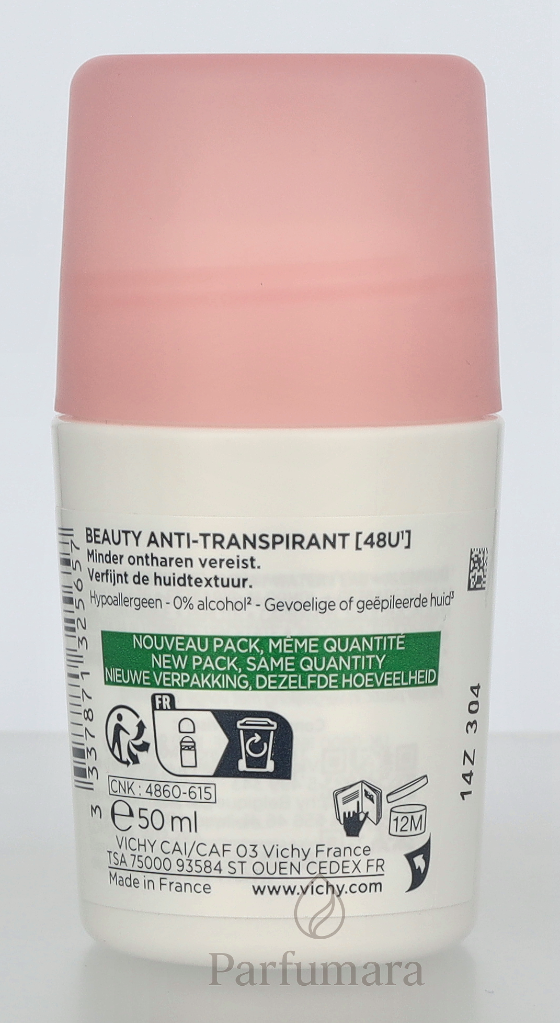 BEAUTY ANTI-TRANSPIRANT [48U¹]
Minder ontharen vereist.
Verfijnt de huidtextuur.
Hypoallergeen - 0% alcohol² - Gevoelige of geëpileerde huid³
NOUVEAU PACK, MÊME QUANTITÉ
NEW PACK, SAME QUANTITY
NIEUWE VERPAKKING, DEZELFDE HOEVEELHEID
FR
CNK : 4860-615
℮50 ml
12M
VICHY CAI/CAF 03 Vichy France
TSA 75000 93584 ST OUEN CEDEX FR
Made in France www.vichy.com
3 337871 325657
14Z 304
Parfumara